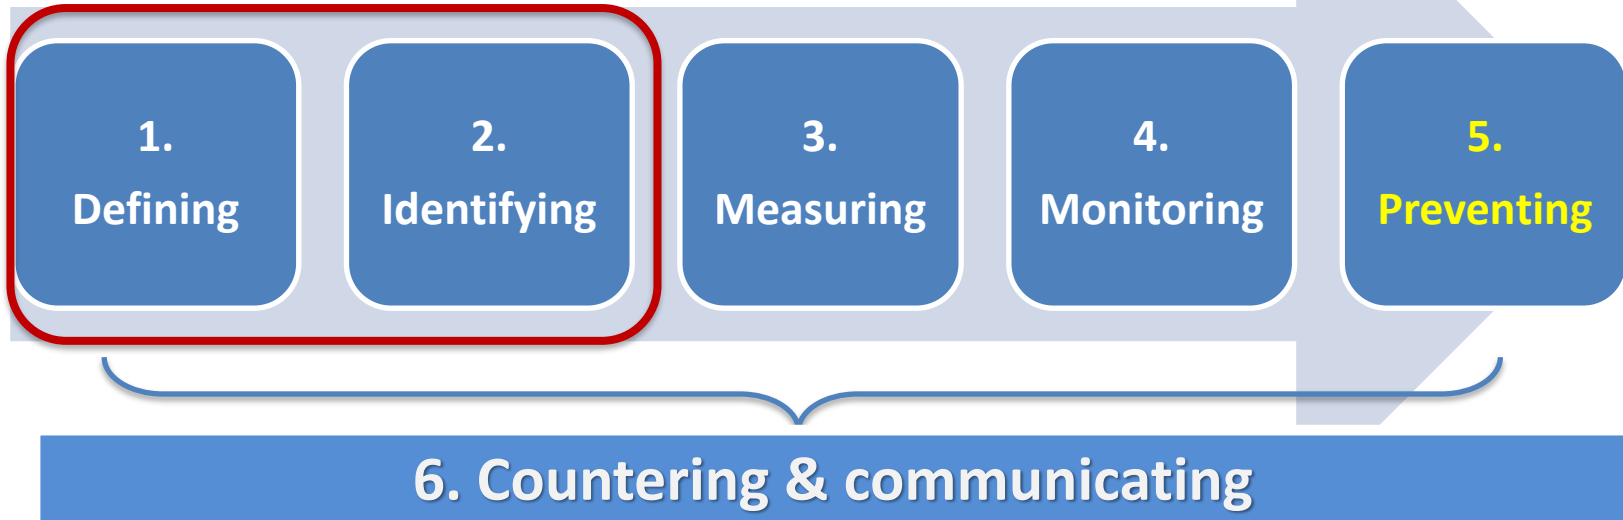 1.
Defining
2.
Identifying
3.
Measuring
4.
Monitoring
5.
Preventing
6. Countering & communicating